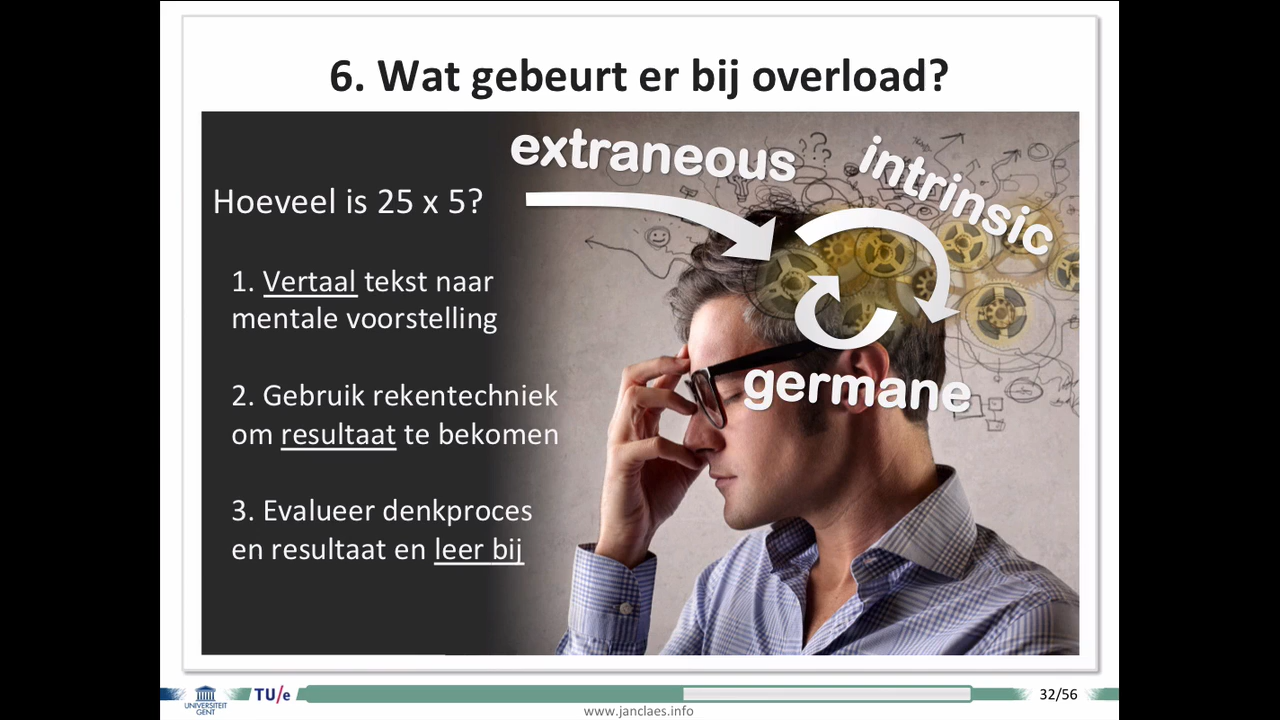 6. Wat gebeurt er bij overload?
extraneous
intrinsic
germane
Hoeveel is 25 x 5?
1. Vertaal tekst naar
mentale voorstelling
2. Gebruik rekentechniek
om resultaat te bekomen
3. Evalueer denkproces
en resultaat en leer bij
UNIVERSITEIT
GENT
TU/e
32/56
www.janclaes.info